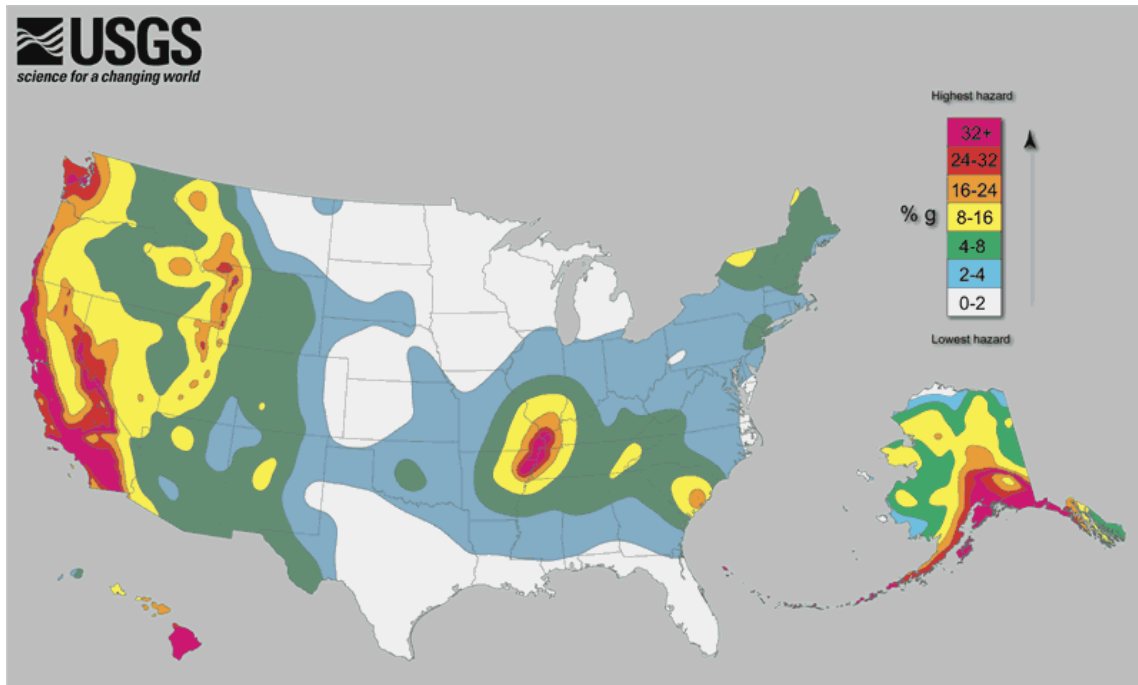 USGS
science for a changing world
Highest hazard
32+
24-32
16-24
% g
8-16
4-8
2-4
0-2
Lowest hazard